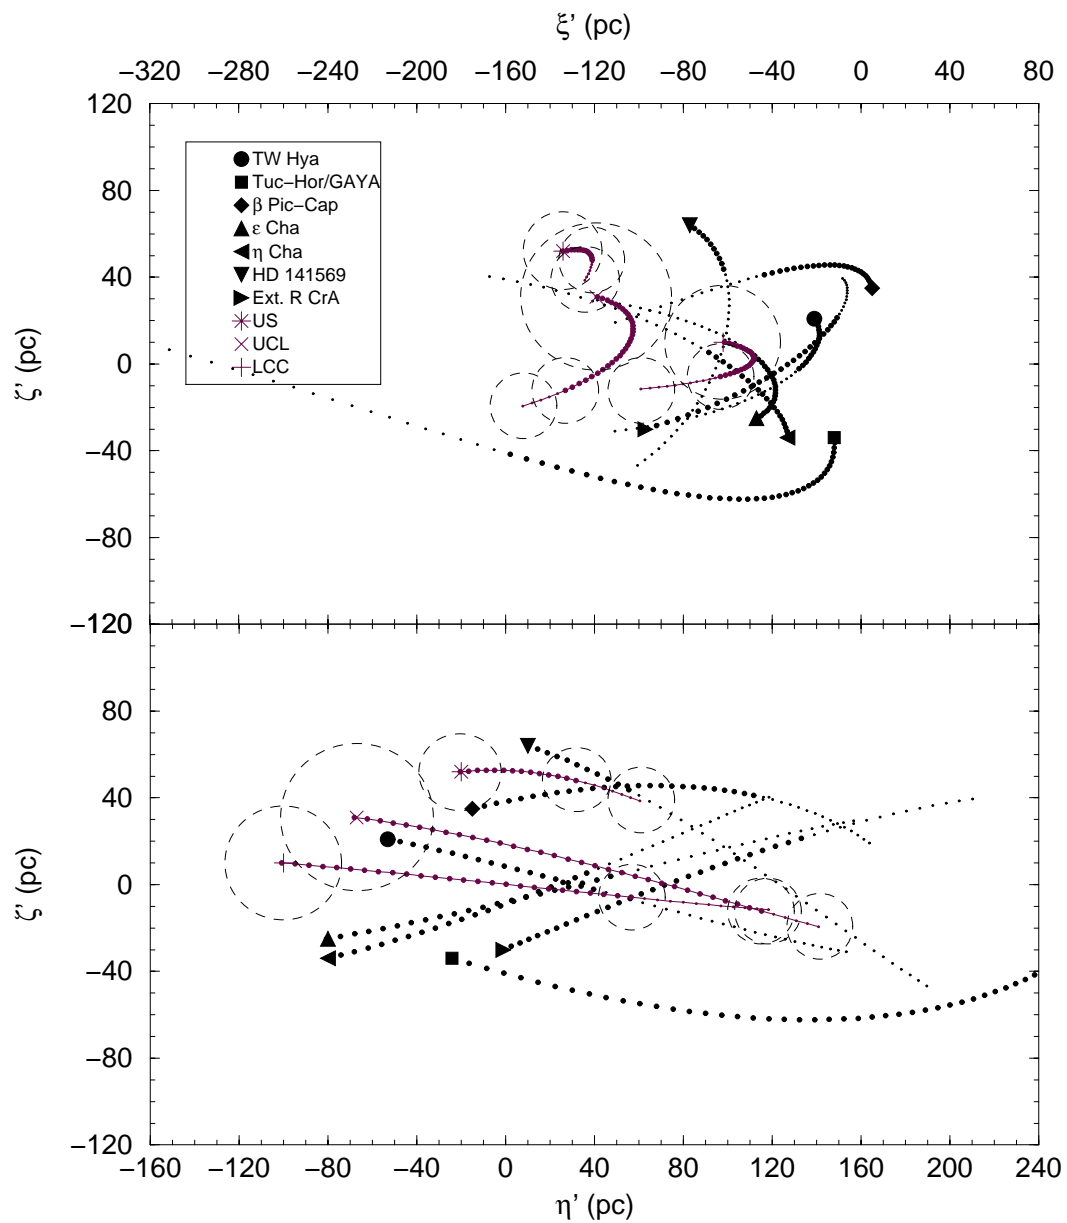 ξ’ (pc)
−320 −280 −240 −200 −160 −120 −80 −40 0 40 80
120
80
40
0
−40
−80
−120
ζ’ (pc)
TW Hya
Tuc−Hor/GAYA
β Pic−Cap
ε Cha
η Cha
HD 141569
Ext. R CrA
US
UCL
LCC
80
40
0
−40
−80
−120
ζ’ (pc)
−160 −120 −80 −40 0 40 80 120 160 210 240
η’ (pc)